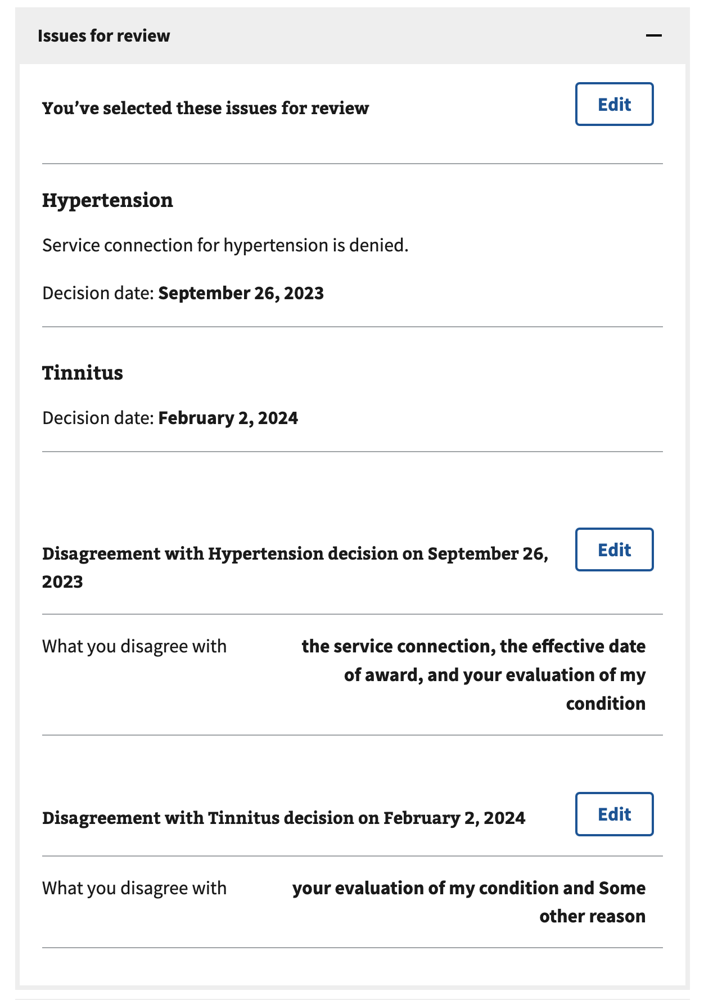 Issues for review
You’ve selected these issues for review
Edit
Hypertension
Service connection for hypertension is denied.
Decision date: September 26, 2023
Tinnitus
Decision date: February 2, 2024
Disagreement with Hypertension decision on September 26,
2023
Edit
What you disagree with
the service connection, the effective date
of award, and your evaluation of my
condition
Disagreement with Tinnitus decision on February 2, 2024
Edit
What you disagree with
your evaluation of my condition and Some
other reason